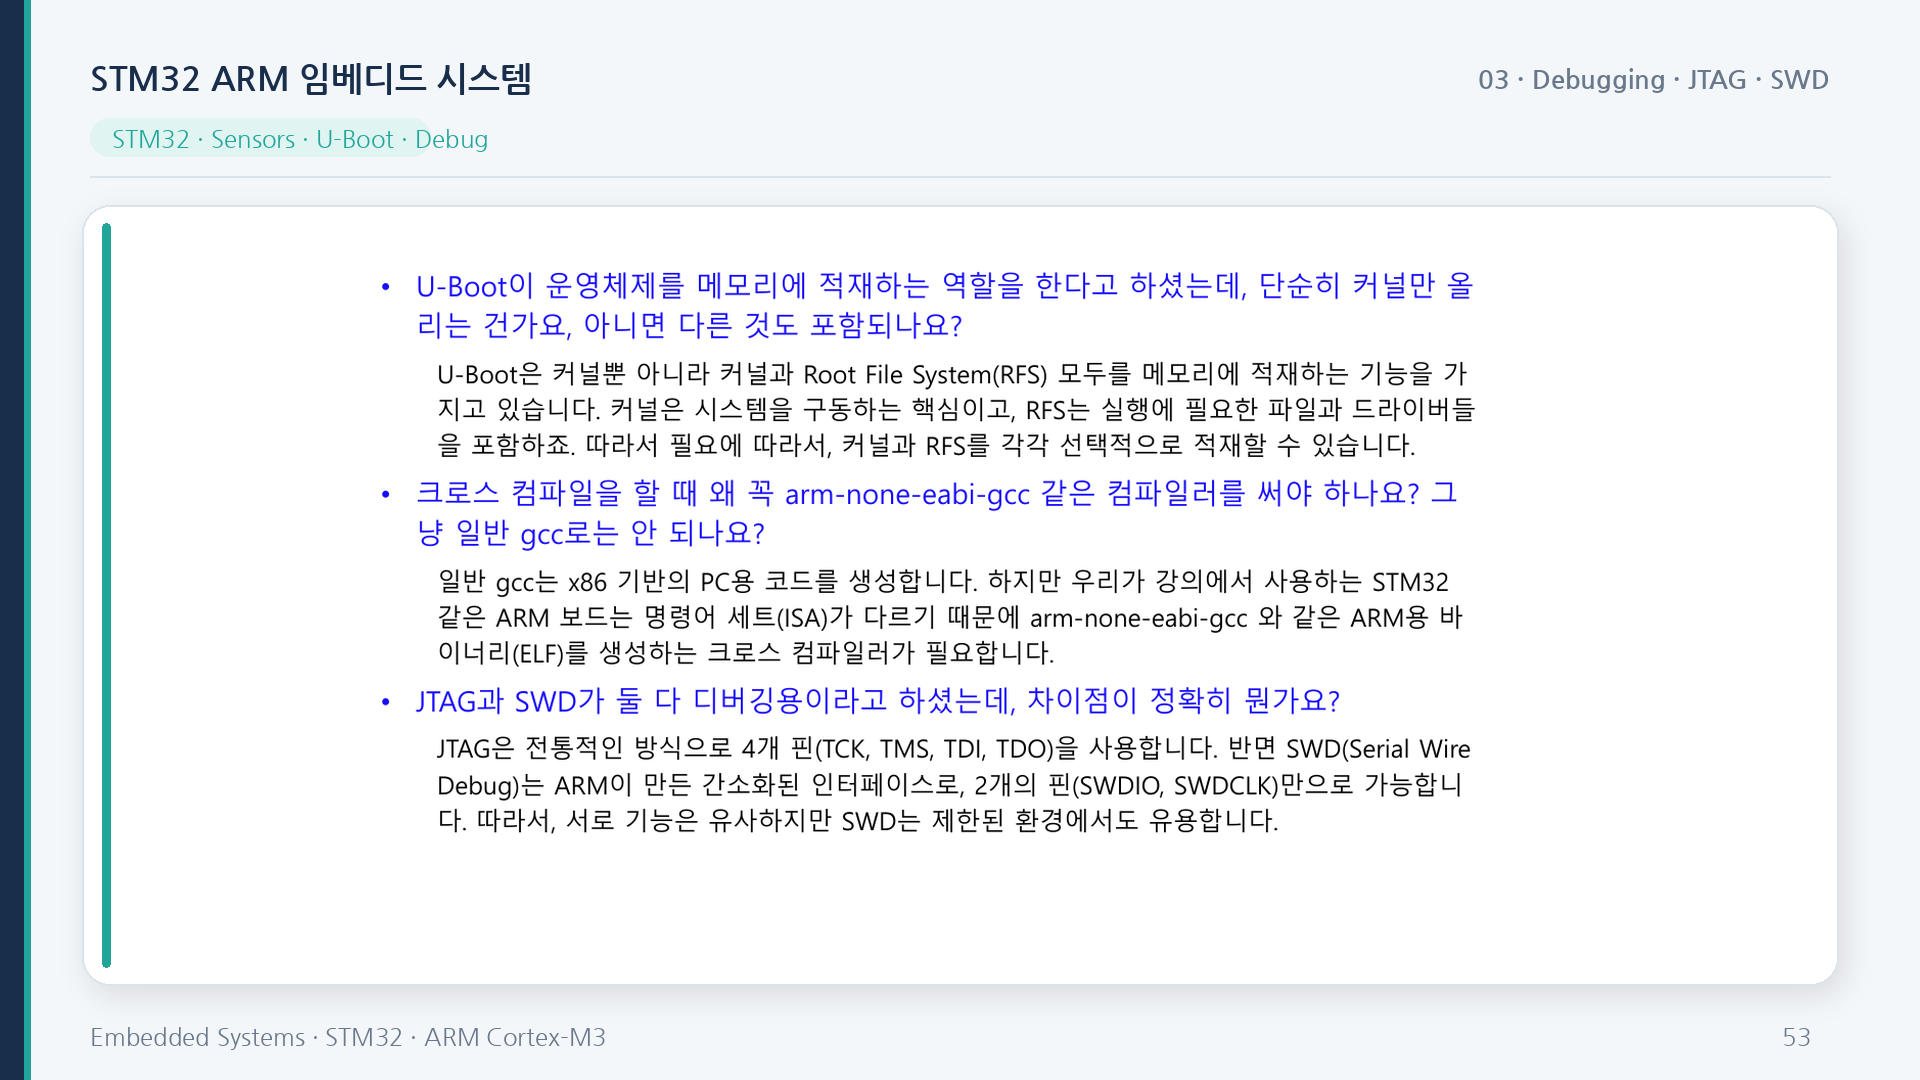 STM32 ARM 임베디드 시스템
03 · Debugging · JTAG · SWD
STM32 · Sensors · U-Boot · Debug
• U-Boot이 운영체제를 메모리에 적재하는 역할을 한다고 하셨는데, 단순히 커널만 올
리는 건가요, 아니면 다른 것도 포함되나요?
U-Boot은 커널뿐 아니라 커널과 Root File System(RFS) 모두를 메모리에 적재하는 기능을 가
지고 있습니다. 커널은 시스템을 구동하는 핵심이고, RFS는 실행에 필요한 파일과 드라이버들
을 포함하죠. 따라서 필요에 따라서, 커널과 RFS를 각각 선택적으로 적재할 수 있습니다.
• 크로스 컴파일을 할 때 왜 꼭 arm-none-eabi-gcc 같은 컴파일러를 써야 하나요? 그
냥 일반 gcc로는 안 되나요?
일반 gcc는 x86 기반의 PC용 코드를 생성합니다. 하지만 우리가 강의에서 사용하는 STM32
같은 ARM 보드는 명령어 세트(ISA)가 다르기 때문에 arm-none-eabi-gcc 와 같은 ARM용 바
이너리(ELF)를 생성하는 크로스 컴파일러가 필요합니다.
• JTAG과 SWD가 둘 다 디버깅용이라고 하셨는데, 차이점이 정확히 뭔가요?
JTAG은 전통적인 방식으로 4개 핀(TCK, TMS, TDI, TDO)을 사용합니다. 반면 SWD(Serial Wire
Debug)는 ARM이 만든 간소화된 인터페이스로, 2개의 핀(SWDIO, SWDCLK)만으로 가능합니
다. 따라서, 서로 기능은 유사하지만 SWD는 제한된 환경에서도 유용합니다.
Embedded Systems · STM32 · ARM Cortex-M3
53